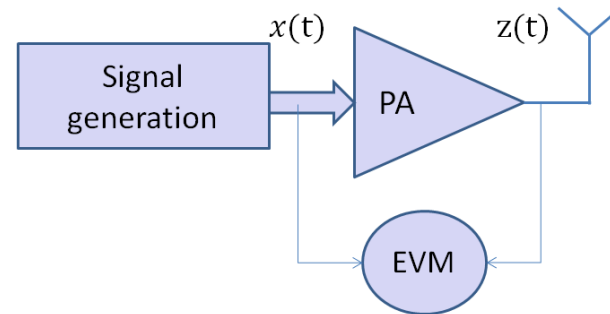 x(t)
z(t)
Signal
generation
PA
EVM